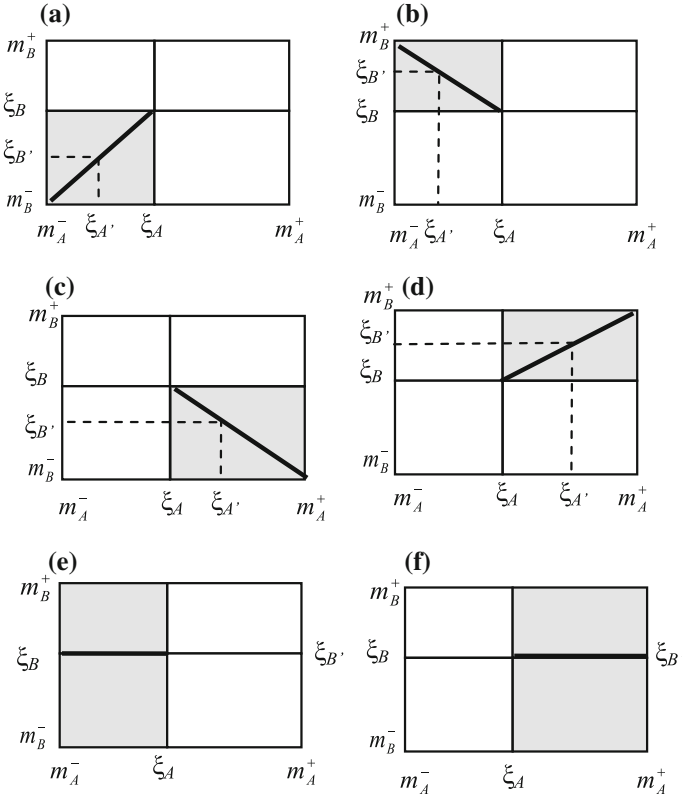 (a)
m_B^+
ξ_B
ξ_B'
m_B^-
m_A^- ξ_A' ξ_A m_A^+
(b)
m_B^+
ξ_B'
ξ_B
m_B^-
m_A^- ξ_A' ξ_A m_A^+
(c)
m_B^+
ξ_B
ξ_B'
m_B^-
m_A^- ξ_A ξ_A' m_A^+
(d)
m_B^+
ξ_B'
ξ_B
m_B^-
m_A^- ξ_A ξ_A' m_A^+
(e)
m_B^+
ξ_B ξ_B'
m_B^-
m_A^- ξ_A m_A^+
(f)
m_B^+
ξ_B ξ_B
m_B^-
m_A^- ξ_A m_A^+